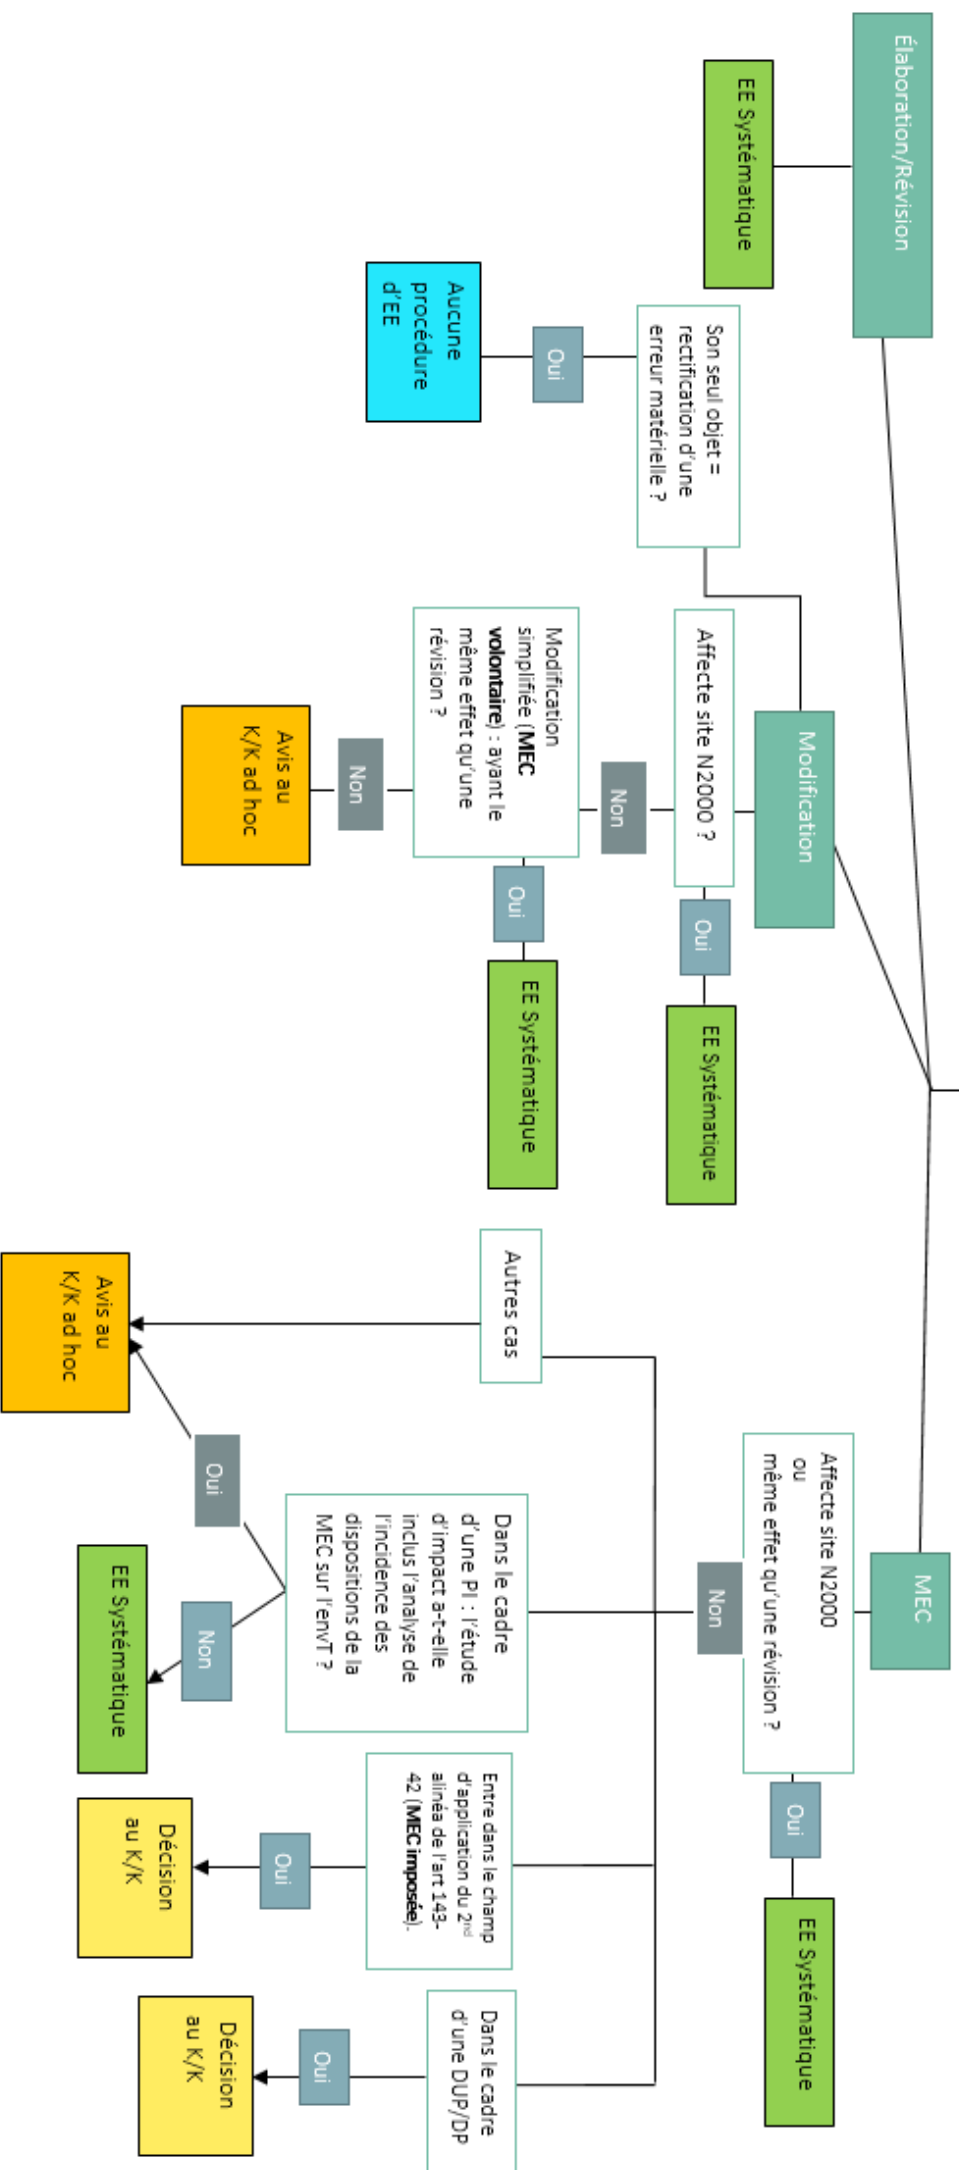 Élaboration/Révision
EE Systématique
Modification
Son seul objet =
rectification d'une
erreur matérielle ?
Oui
Aucune
procédure
d'EE
Affecte site N2000 ?
Oui
EE Systématique
Non
Modification
simplifiée (MEC
volontaire) : ayant le
même effet qu'une
révision ?
Oui
EE Systématique
Non
Avis au
K/K ad hoc
MEC
Affecte site N2000
ou
même effet qu'une révision ?
Oui
EE Systématique
Non
Autres cas
Avis au
K/K ad hoc
Dans le cadre
d'une PI : l'étude
d'impact a-t-elle
inclus l'analyse de
l'incidence des
dispositions de la
MEC sur l'envT ?
Oui
Non
EE Systématique
Entre dans le champ
d'application du 2nd
alinéa de l'art 143-
42 (MEC imposée).
Oui
Décision
au K/K
Dans le cadre
d'une DUP/DP
Oui
Décision
au K/K